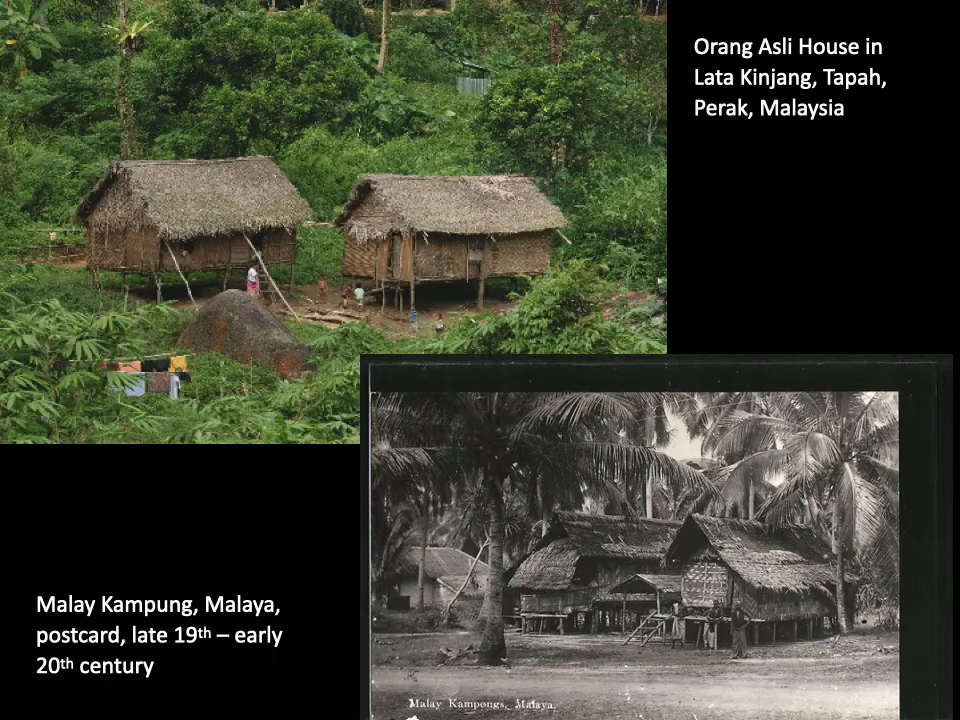 Orang Asli House in
Lata Kinjang, Tapah,
Perak, Malaysia
Malay Kampung, Malaya,
postcard, late 19th – early
20th century
Malay Kampongs, Malaya.